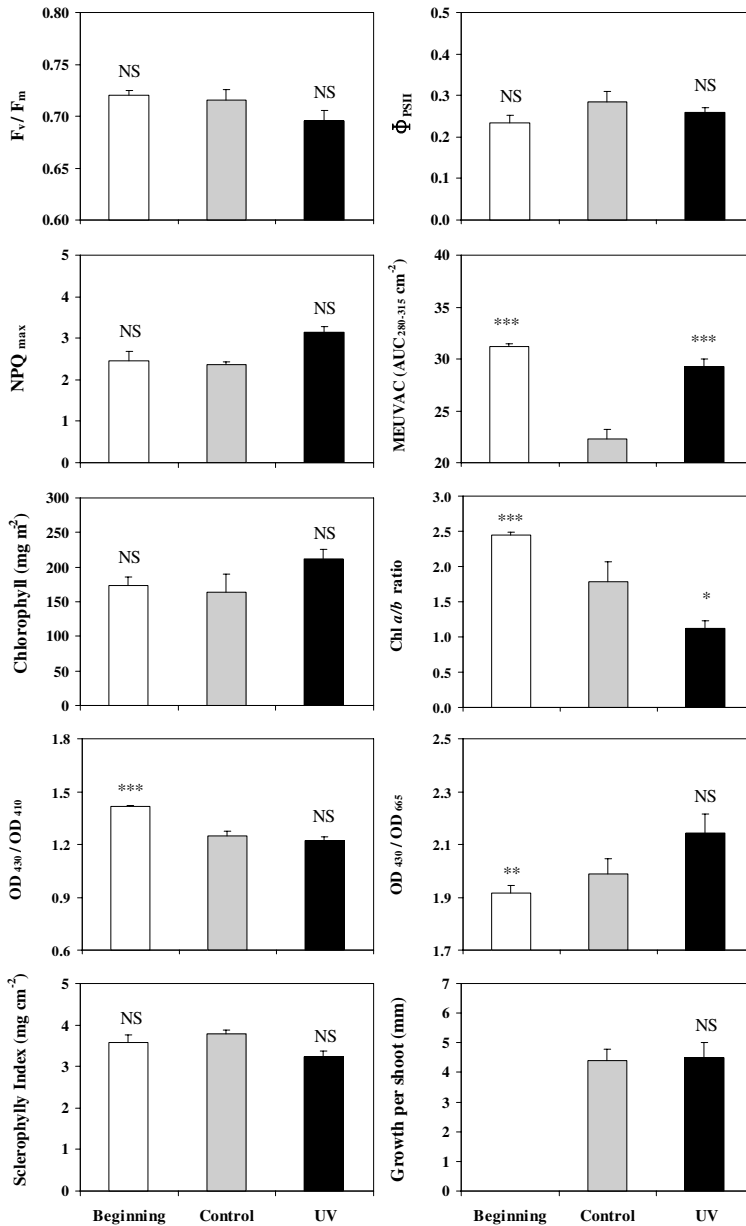 0.80
0.75
0.70
0.65
0.60
Fv/ Fm
NS
NS
NS
0.5
0.4
0.3
0.2
0.1
0.0
ΦPSII
NS
NS
5
4
3
2
1
0
NPQ max
NS
NS
40
35
30
25
20
MEUVAC (AUC280-315 cm-2)
***
***
300
250
200
150
100
50
0
Chlorophyll (mg m-2)
NS
NS
3.0
2.5
2.0
1.5
1.0
0.5
0.0
Chl a/b ratio
***
*
1.8
1.5
1.2
0.9
0.6
OD 430 / OD 410
***
NS
2.3
2.1
1.9
1.7
OD 430 / OD 665
**
NS
5
4
3
2
1
0
Sclerophylly Index (mg cm-2)
NS
NS
7
6
5
4
3
2
1
0
Growth per shoot (mm)
NS
Beginning Control UV
Beginning Control UV